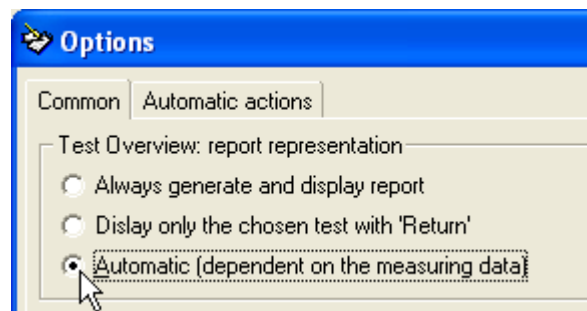 Options
Common Automatic actions
Test Overview: report representation
Always generate and display report
Dislay only the chosen test with 'Return'
Automatic (dependent on the measuring data)